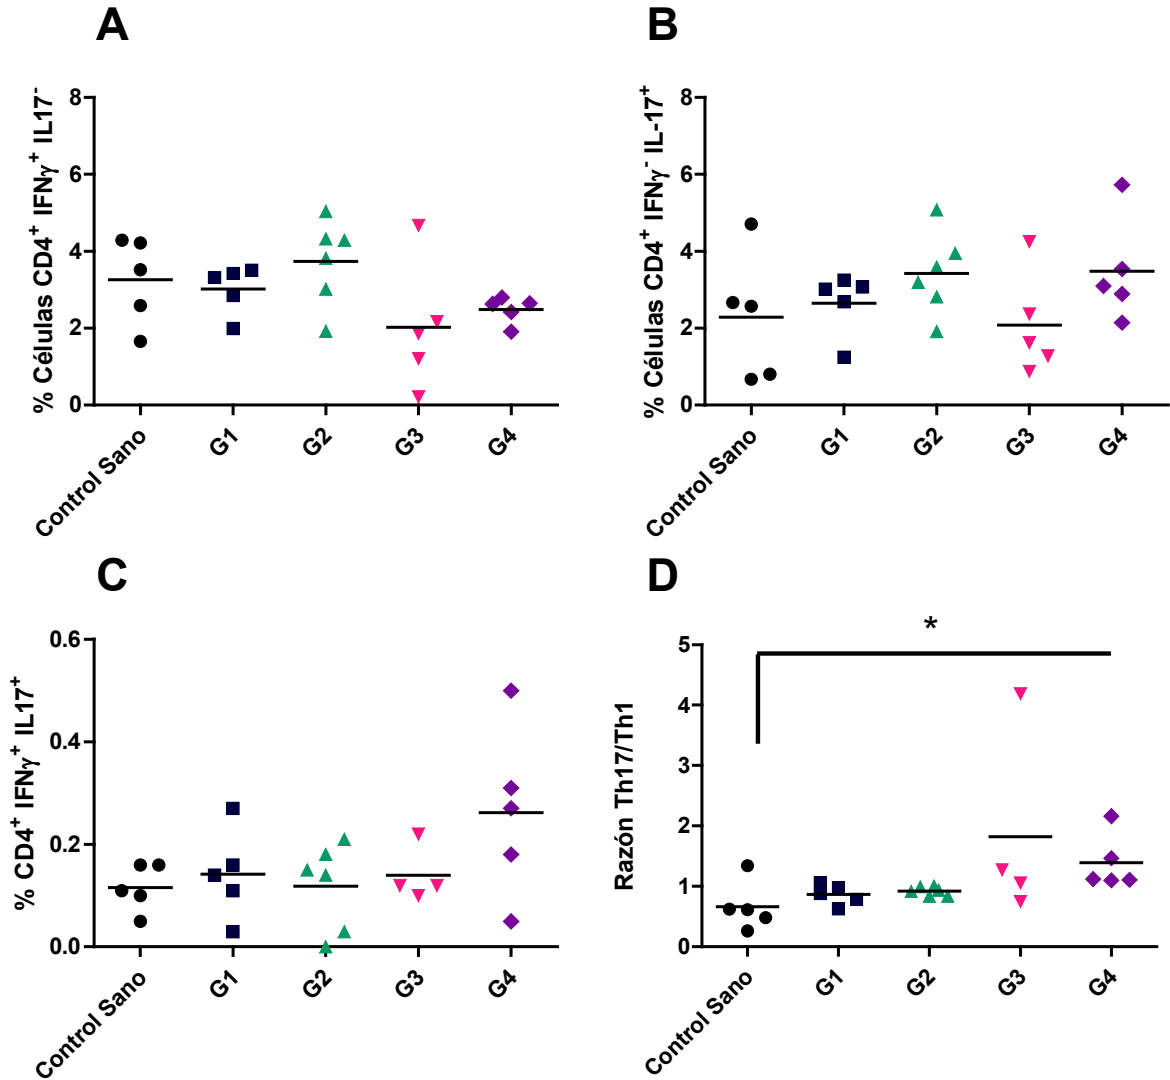 A
% Células CD4⁺ IFNγ⁺ IL17⁻
8
6
4
2
0
Control Sano
G1
G2
G3
G4
B
% Células CD4⁺ IFNγ⁻ IL-17⁺
8
6
4
2
0
Control Sano
G1
G2
G3
G4
C
% CD4⁺ IFNγ⁺ IL17⁺
0.6
0.4
0.2
0.0
Control Sano
G1
G2
G3
G4
D
Razón Th17/Th1
5
4
3
2
1
0
*
Control Sano
G1
G2
G3
G4